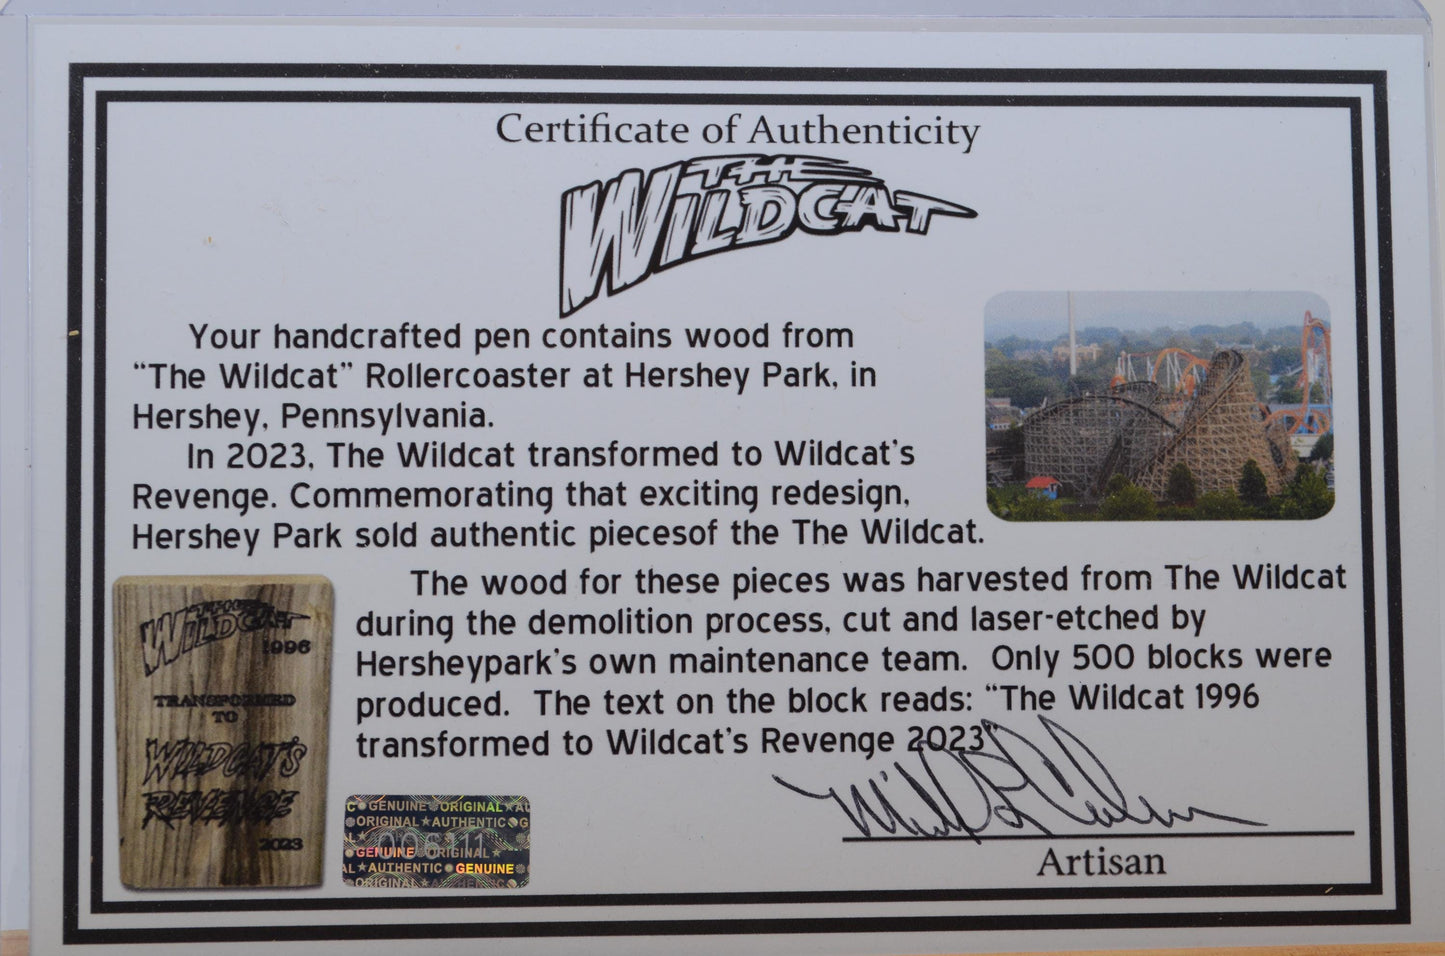 Certificate of Authenticity
THE
WILDCAT
Your handcrafted pen contains wood from
“The Wildcat” Rollercoaster at Hershey Park, in
Hershey, Pennsylvania.
In 2023, The Wildcat transformed to Wildcat's
Revenge. Commemorating that exciting redesign,
Hershey Park sold authentic piecesof the The Wildcat.
The wood for these pieces was harvested from The Wildcat
during the demolition process, cut and laser-etched by
Hersheypark's own maintenance team. Only 500 blocks were
produced. The text on the block reads: “The Wildcat 1996
transformed to Wildcat's Revenge 2023”
THE
WILDCAT
1996
TRANSFORMED
TO
WILDCAT'S
REVENGE
2023
GENUINE ORIGINAL
ORIGINAL★AUTHENTIC
GENUINE ORIGINAL★
AL★AUTHENTIC GENUINE
ORIGINAL★
Artisan